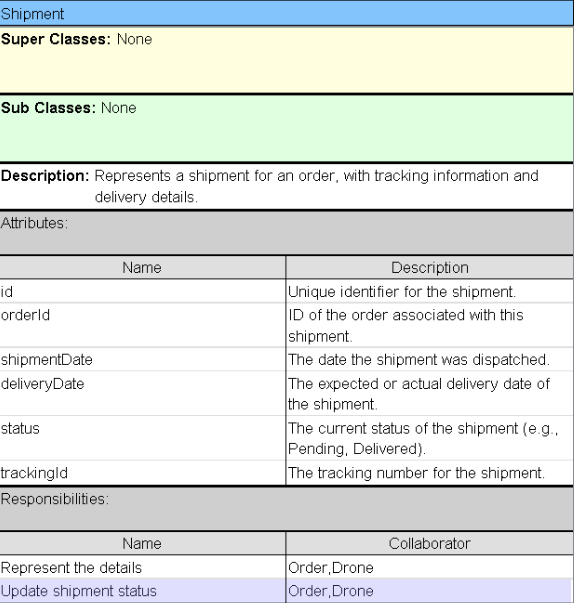 Shipment
Super Classes: None
Sub Classes: None
Description: Represents a shipment for an order, with tracking information and
delivery details.
Attributes:
Name Description
id Unique identifier for the shipment.
orderId ID of the order associated with this
shipment.
shipmentDate The date the shipment was dispatched.
deliveryDate The expected or actual delivery date of
the shipment.
status The current status of the shipment (e.g.,
Pending, Delivered).
trackingId The tracking number for the shipment.
Responsibilities:
Name Collaborator
Represent the details Order,Drone
Update shipment status Order,Drone